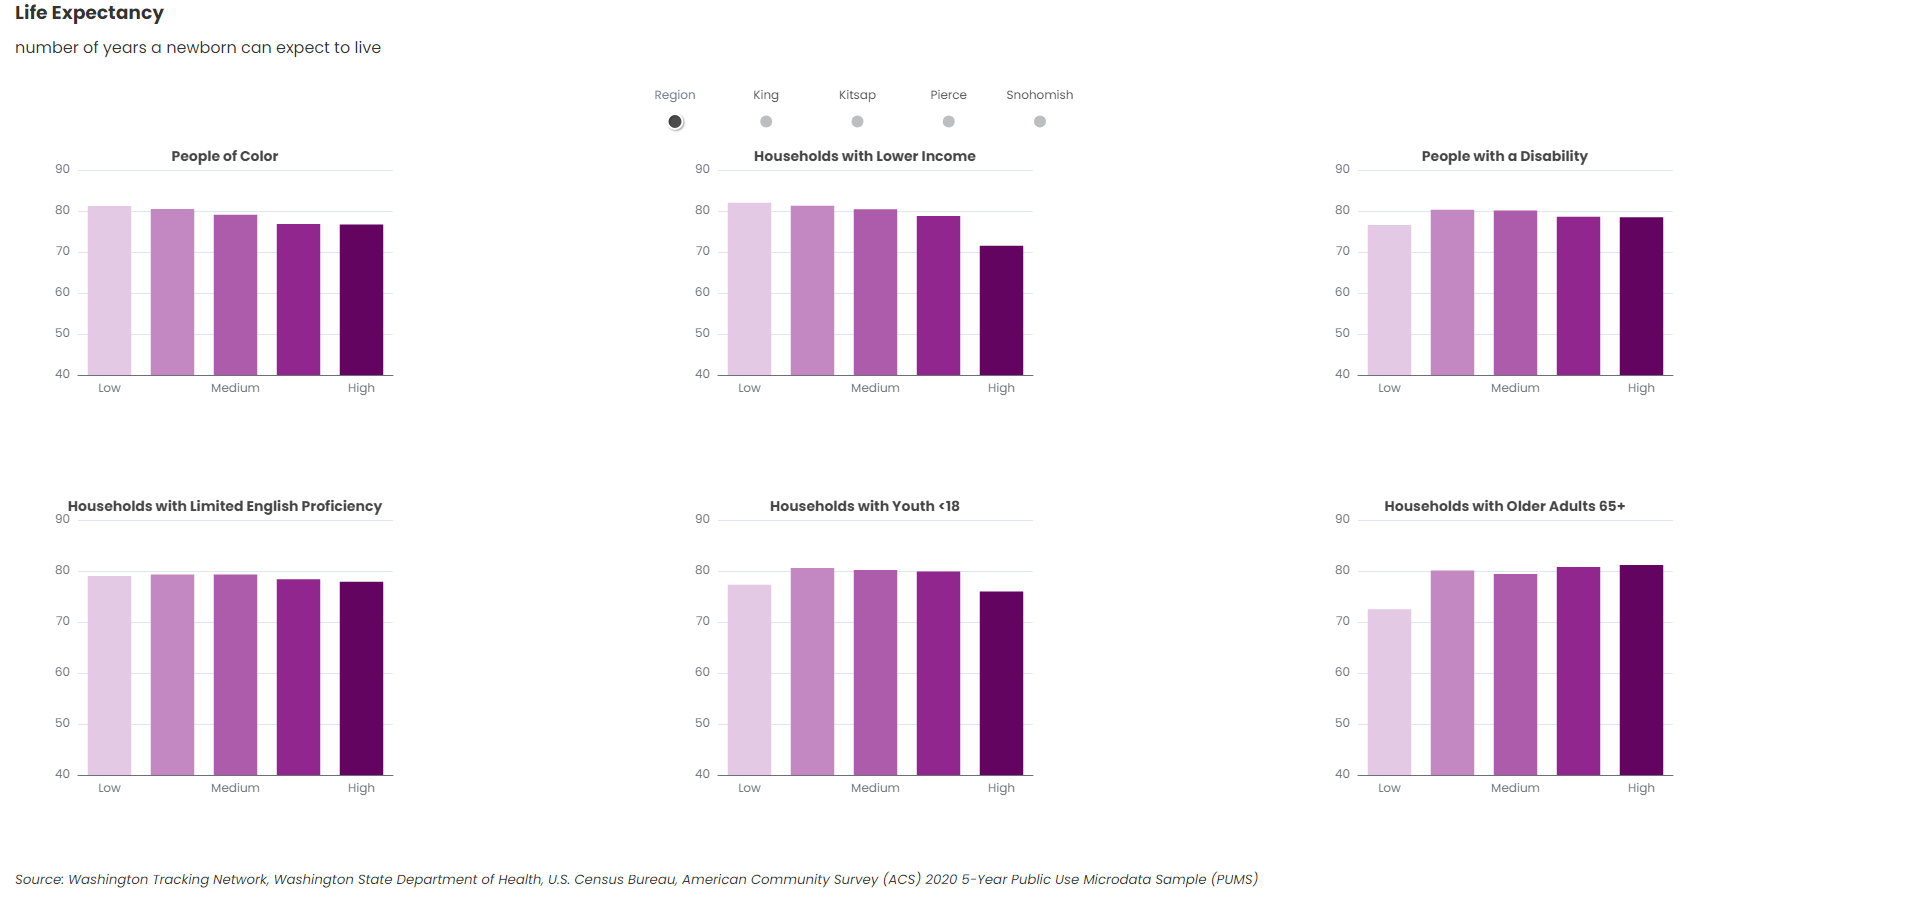 Life Expectancy
number of years a newborn can expect to live
Region King Kitsap Pierce Snohomish
People of Color
90
80
70
60
50
40
Low Medium High
Households with Lower Income
90
80
70
60
50
40
Low Medium High
People with a Disability
90
80
70
60
50
40
Low Medium High
Households with Limited English Proficiency
90
80
70
60
50
40
Low Medium High
Households with Youth <18
90
80
70
60
50
40
Low Medium High
Households with Older Adults 65+
90
80
70
60
50
40
Low Medium High
Source: Washington Tracking Network, Washington State Department of Health, U.S. Census Bureau, American Community Survey (ACS) 2020 5-Year Public Use Microdata Sample (PUMS)